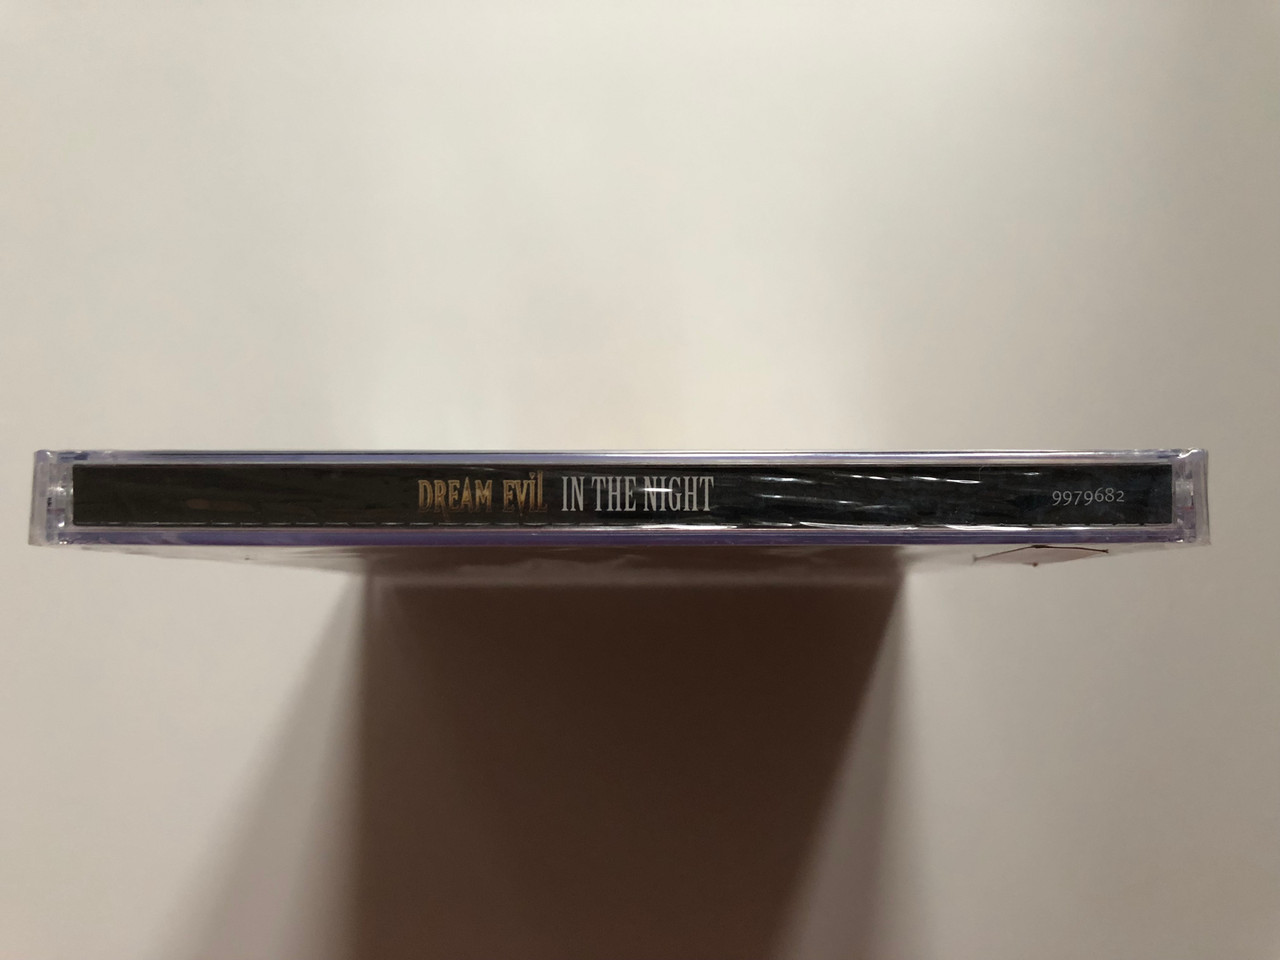 DREAM EVIL IN THE NIGHT 9979682